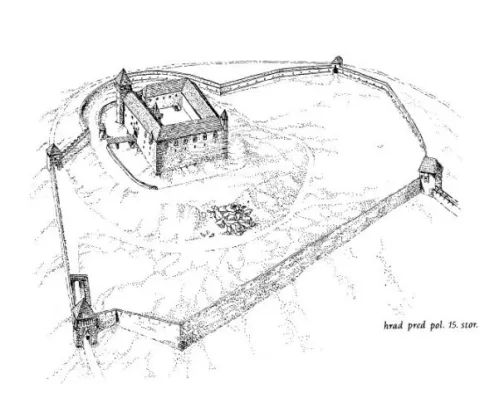 hrad pred pol. 15. stor.